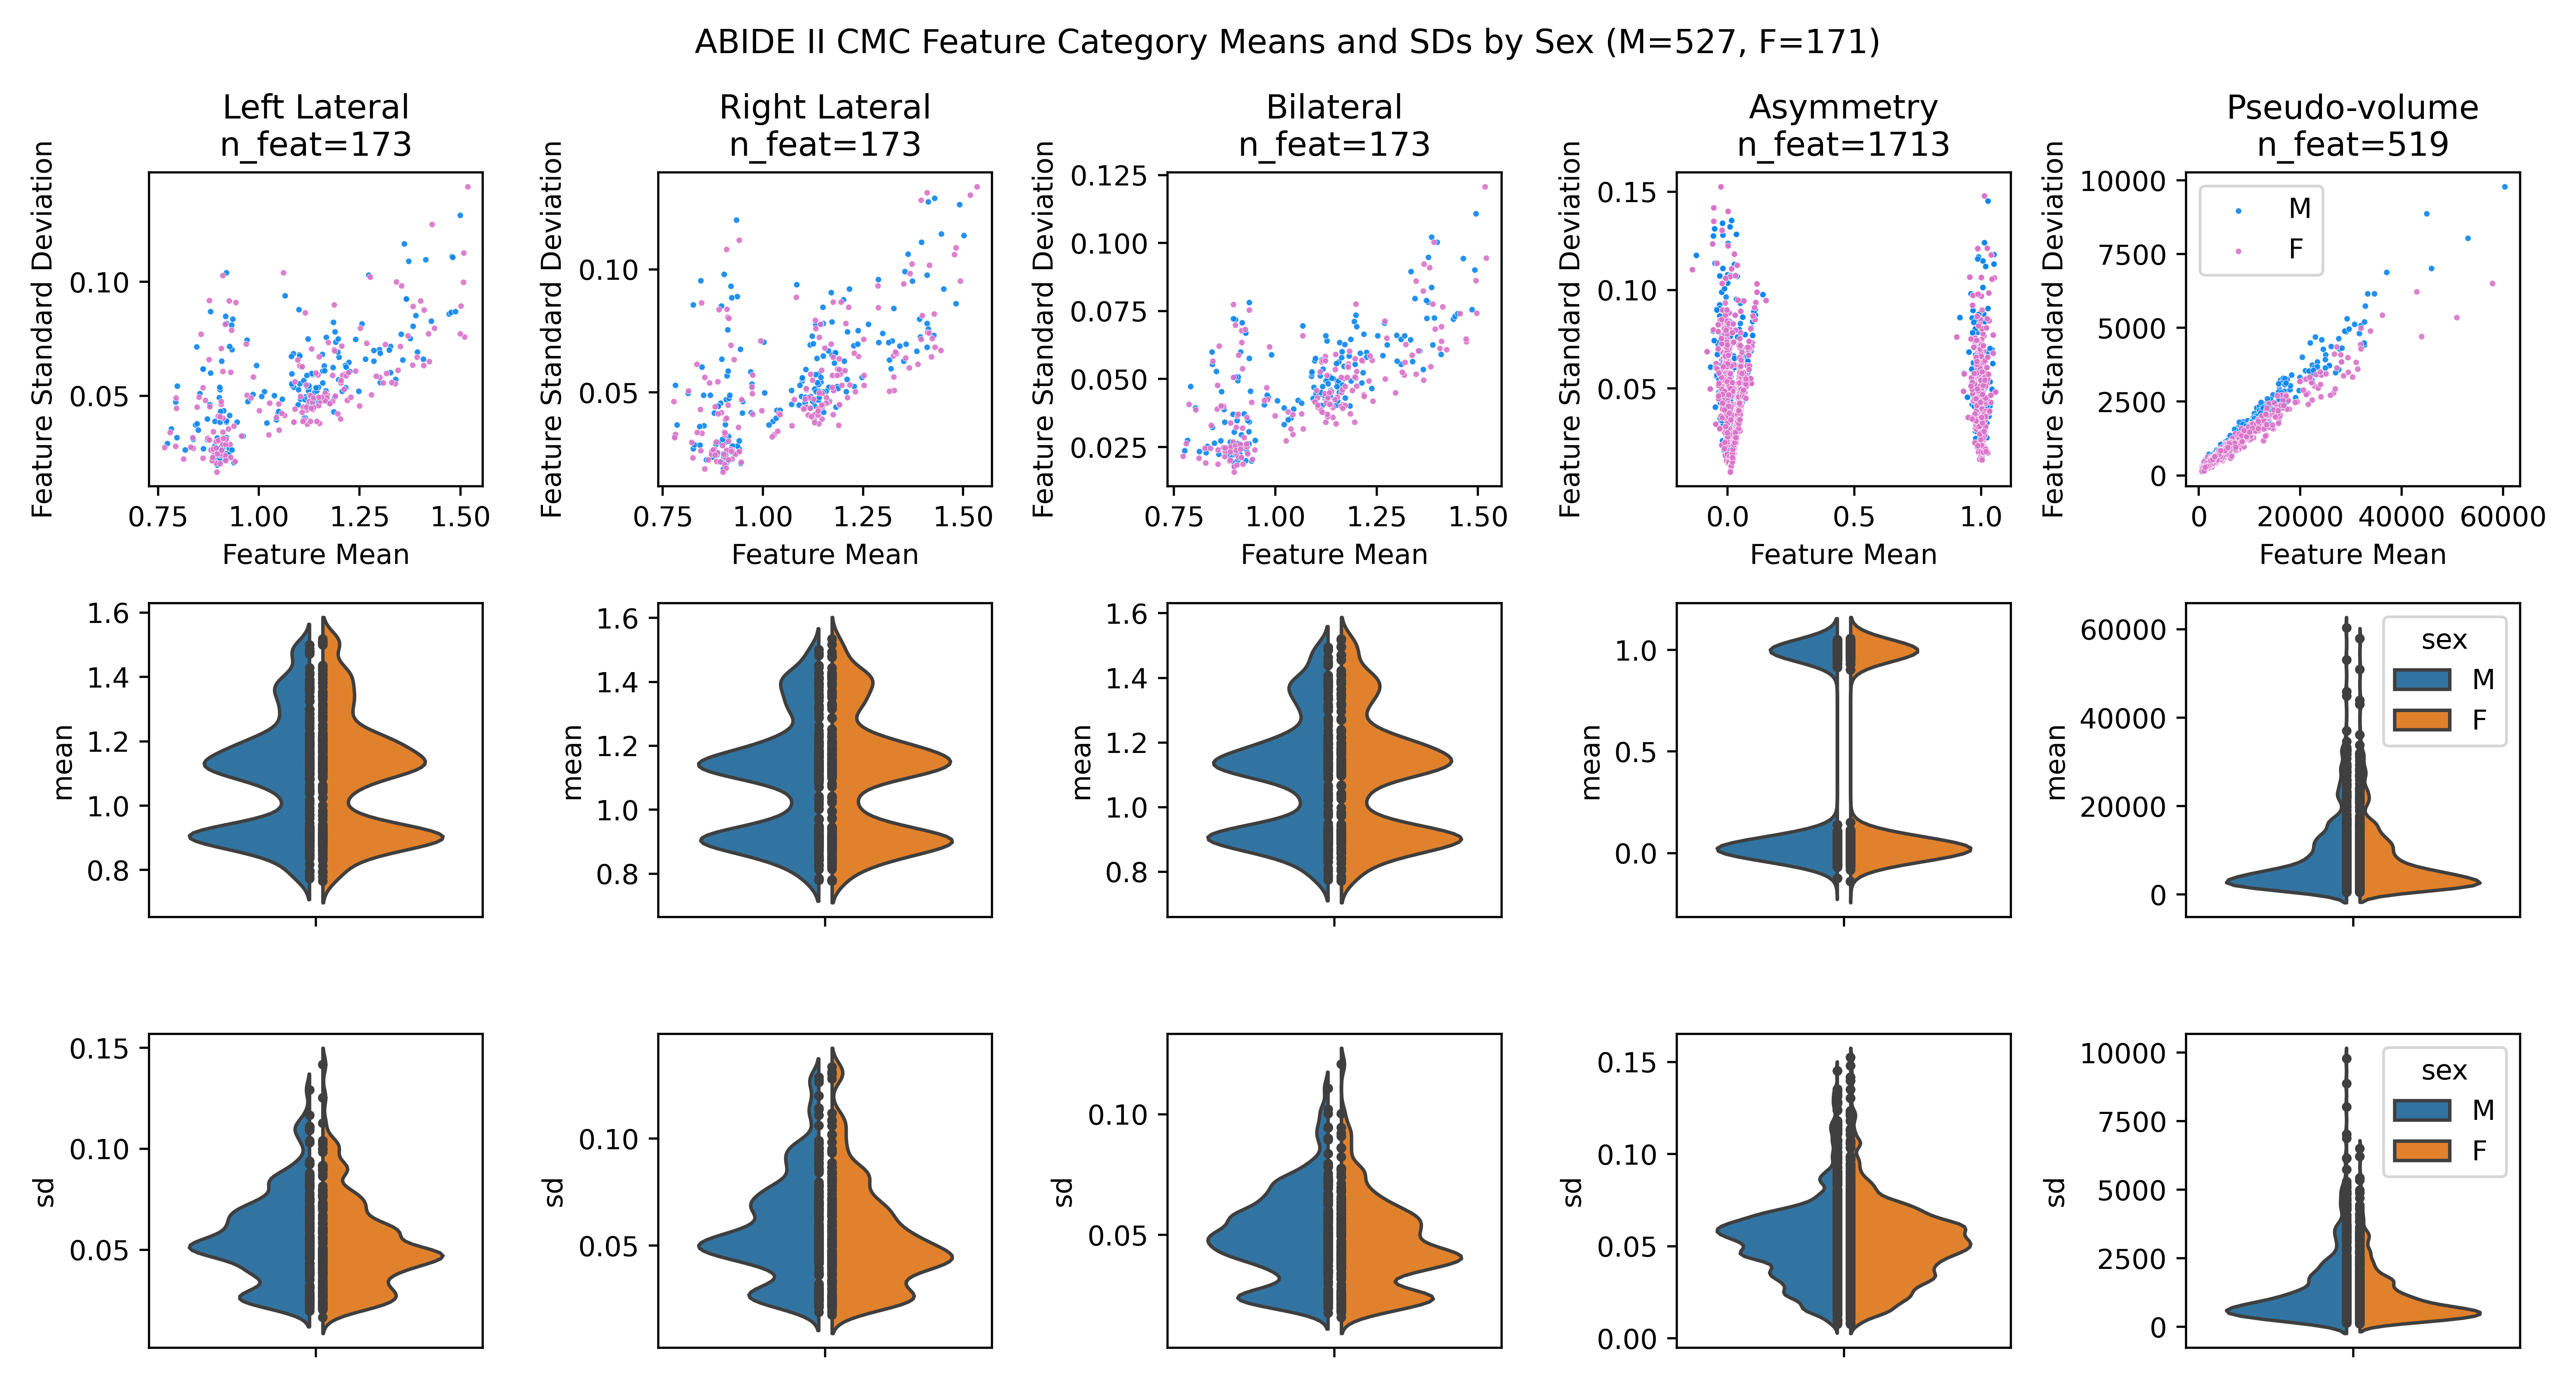 ABIDE II CMC Feature Category Means and SDs by Sex (M=527, F=171)
Left Lateral
n_feat=173
Right Lateral
n_feat=173
Bilateral
n_feat=173
Asymmetry
n_feat=1713
Pseudo-volume
n_feat=519
Feature Standard Deviation
0.10
0.05
0.75 1.00 1.25 1.50
Feature Mean
Feature Standard Deviation
0.10
0.05
0.75 1.00 1.25 1.50
Feature Mean
Feature Standard Deviation
0.125
0.100
0.075
0.050
0.025
0.75 1.00 1.25 1.50
Feature Mean
Feature Standard Deviation
0.15
0.10
0.05
0.0 0.5 1.0
Feature Mean
Feature Standard Deviation
10000
7500
5000
2500
0
M
F
0 20000 40000 60000
Feature Mean
mean
1.6
1.4
1.2
1.0
0.8
mean
1.6
1.4
1.2
1.0
0.8
mean
1.6
1.4
1.2
1.0
0.8
mean
1.0
0.5
0.0
mean
60000
40000
20000
0
sex
M
F
sd
0.15
0.10
0.05
sd
0.10
0.05
sd
0.10
0.05
sd
0.15
0.10
0.05
0.00
sd
10000
7500
5000
2500
0
sex
M
F